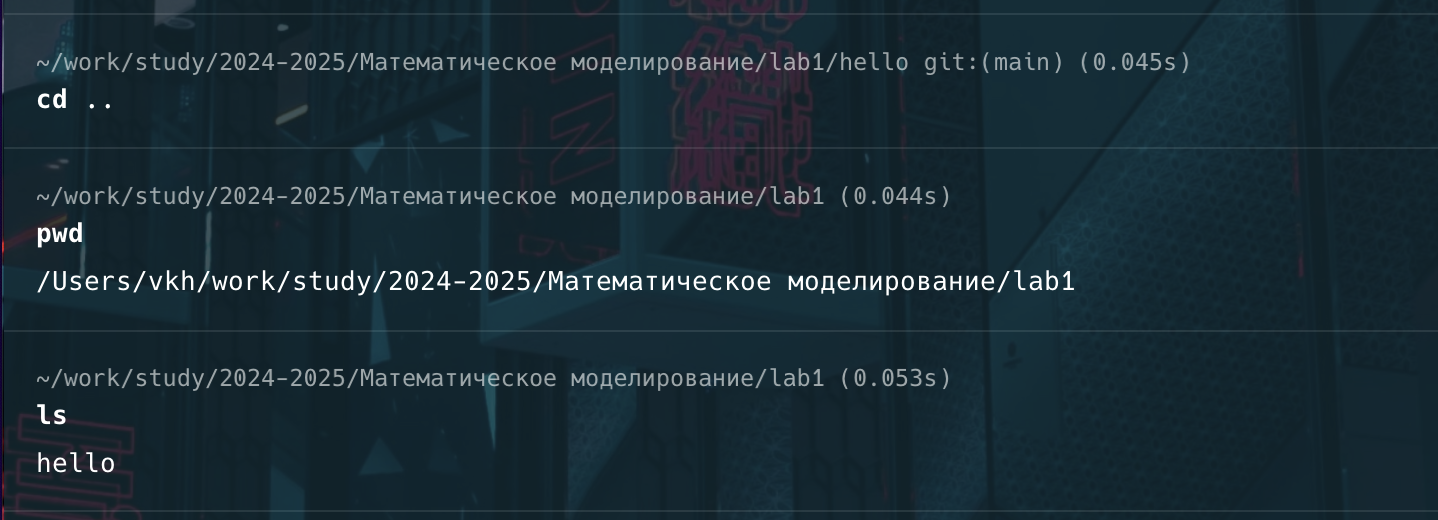 ~/work/study/2024-2025/Математическое моделирование/lab1/hello git:(main) (0.045s)
cd ..
~/work/study/2024-2025/Математическое моделирование/lab1 (0.044s)
pwd
/Users/vkh/work/study/2024-2025/Математическое моделирование/lab1
~/work/study/2024-2025/Математическое моделирование/lab1 (0.053s)
ls
hello